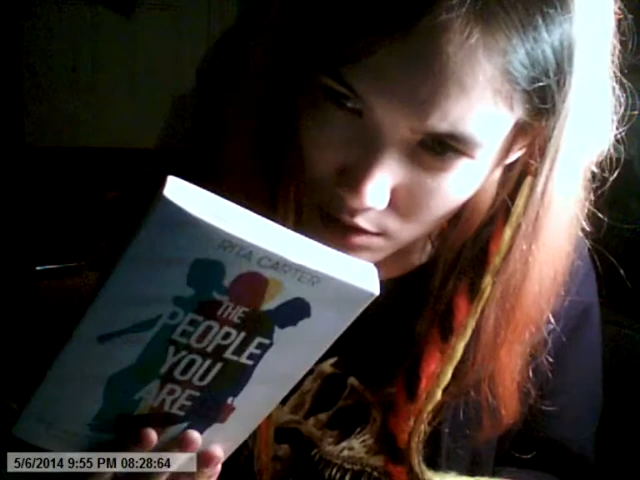 RITA CARTER
THE
PEOPLE
YOU
ARE
5/6/2014 9:55 PM 08:28:64